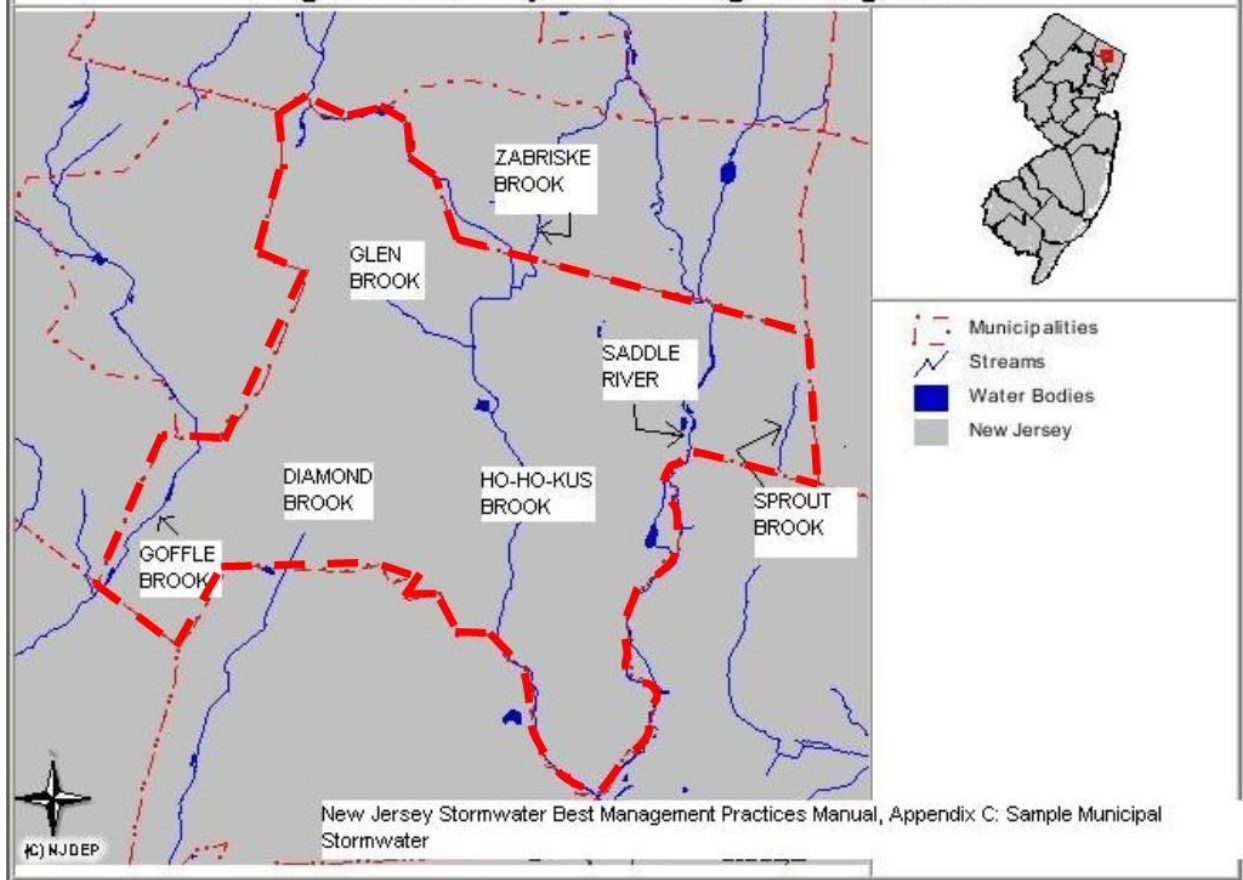 ZABRISKE
BROOK
GLEN
BROOK
SADDLE
RIVER
DIAMOND
BROOK
HO-HO-KUS
BROOK
SPROUT
BROOK
GOFFLE
BROOK
Municipalities
Streams
Water Bodies
New Jersey
N
(C) NJDEP
New Jersey Stormwater Best Management Practices Manual, Appendix C: Sample Municipal
Stormwater